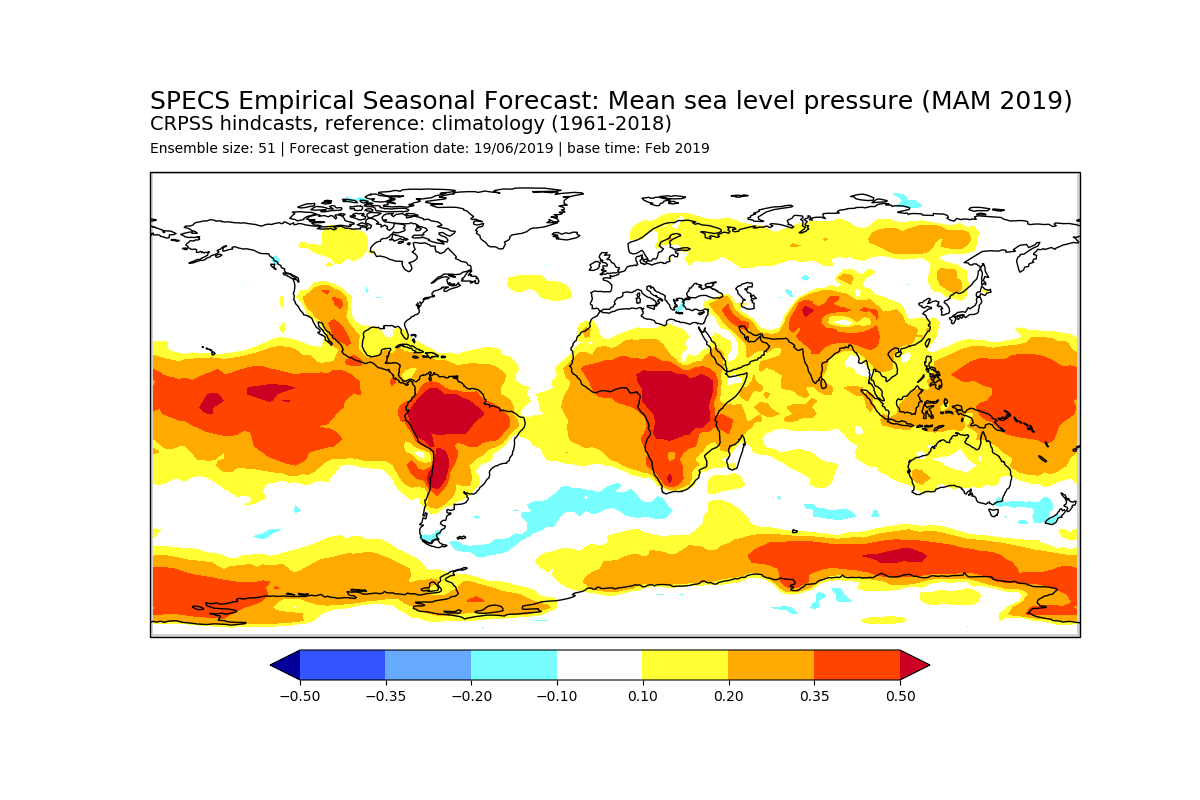 SPECS Empirical Seasonal Forecast: Mean sea level pressure (MAM 2019)
CRPSS hindcasts, reference: climatology (1961-2018)
Ensemble size: 51 | Forecast generation date: 19/06/2019 | base time: Feb 2019
−0.50 −0.35 −0.20 −0.10 0.10 0.20 0.35 0.50